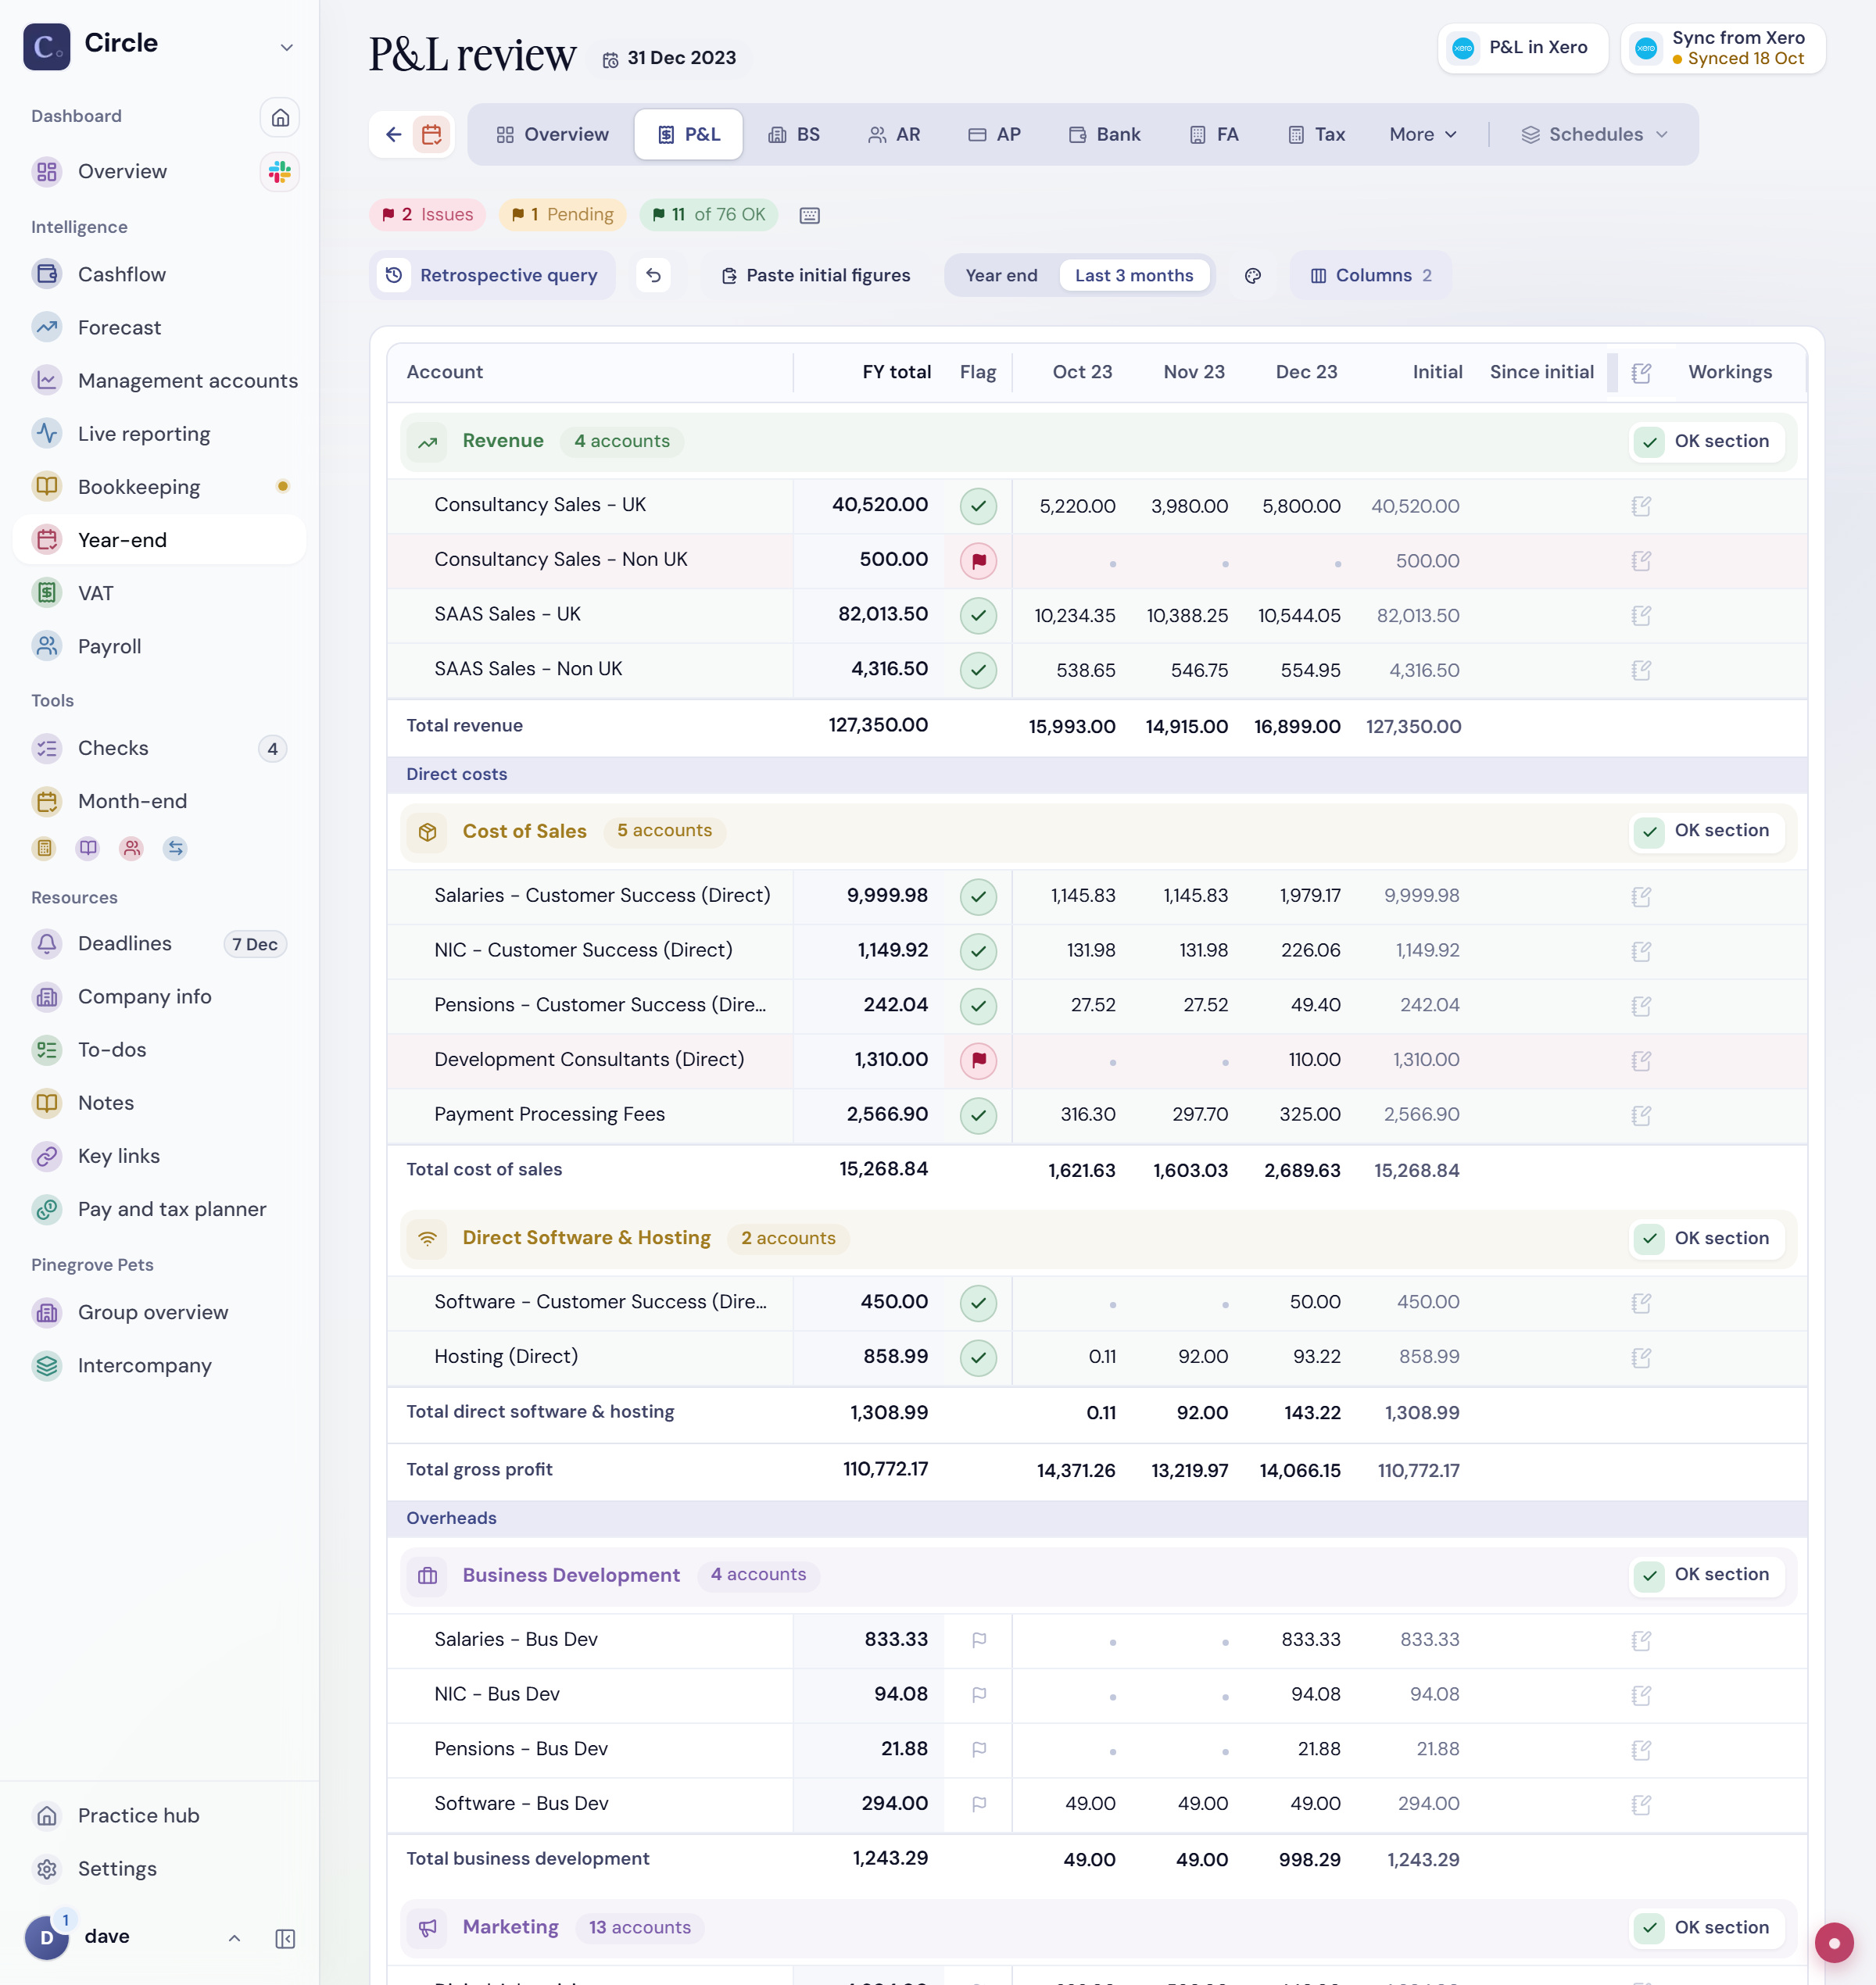 C.
Circle
Dashboard
Overview
Intelligence
Cashflow
Forecast
Management accounts
Live reporting
Bookkeeping
Year-end
VAT
Payroll
Tools
Checks 4
Month-end
Resources
Deadlines 7 Dec
Company info
To-dos
Notes
Key links
Pay and tax planner
Pinegrove Pets
Group overview
Intercompany
Practice hub
Settings
D 1 dave
P&L review 31 Dec 2023
xero P&L in Xero
xero Sync from Xero
Synced 18 Oct
Overview P&L BS AR AP Bank FA Tax More Schedules
2 Issues 1 Pending 11 of 76 OK
Retrospective query Paste initial figures Year end Last 3 months Columns 2
Account FY total Flag Oct 23 Nov 23 Dec 23 Initial Since initial Workings
Revenue 4 accounts OK section
Consultancy Sales - UK 40,520.00 5,220.00 3,980.00 5,800.00 40,520.00
Consultancy Sales - Non UK 500.00 500.00
SAAS Sales - UK 82,013.50 10,234.35 10,388.25 10,544.05 82,013.50
SAAS Sales - Non UK 4,316.50 538.65 546.75 554.95 4,316.50
Total revenue 127,350.00 15,993.00 14,915.00 16,899.00 127,350.00
Direct costs
Cost of Sales 5 accounts OK section
Salaries - Customer Success (Direct) 9,999.98 1,145.83 1,145.83 1,979.17 9,999.98
NIC - Customer Success (Direct) 1,149.92 131.98 131.98 226.06 1,149.92
Pensions - Customer Success (Dire... 242.04 27.52 27.52 49.40 242.04
Development Consultants (Direct) 1,310.00 110.00 1,310.00
Payment Processing Fees 2,566.90 316.30 297.70 325.00 2,566.90
Total cost of sales 15,268.84 1,621.63 1,603.03 2,689.63 15,268.84
Direct Software & Hosting 2 accounts OK section
Software - Customer Success (Dire... 450.00 50.00 450.00
Hosting (Direct) 858.99 0.11 92.00 93.22 858.99
Total direct software & hosting 1,308.99 0.11 92.00 143.22 1,308.99
Total gross profit 110,772.17 14,371.26 13,219.97 14,066.15 110,772.17
Overheads
Business Development 4 accounts OK section
Salaries - Bus Dev 833.33 833.33 833.33
NIC - Bus Dev 94.08 94.08 94.08
Pensions - Bus Dev 21.88 21.88 21.88
Software - Bus Dev 294.00 49.00 49.00 49.00 294.00
Total business development 1,243.29 49.00 49.00 998.29 1,243.29
Marketing 13 accounts OK section